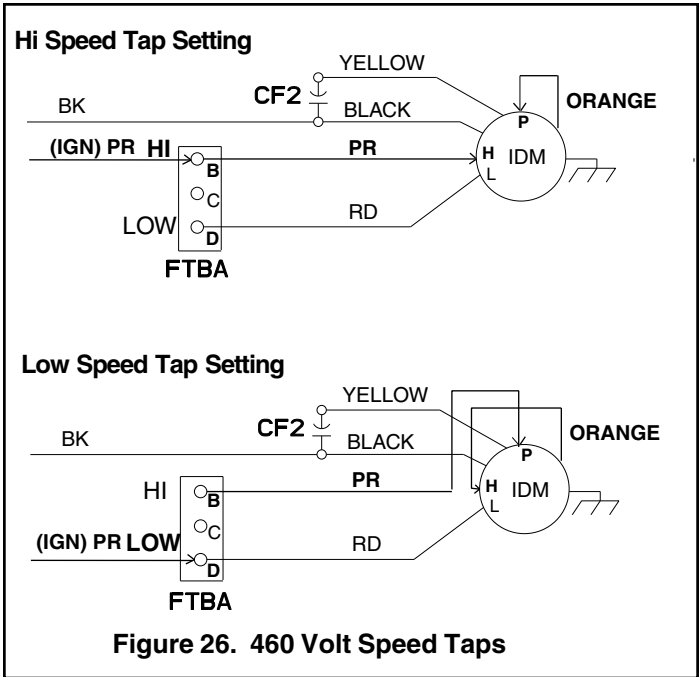 Hi Speed Tap Setting
YELLOW
CF2
BK
BLACK
ORANGE
P
(IGN) PR HI
PR
B
H
IDM
L
C
RD
LOW
D
FTBA
Low Speed Tap Setting
YELLOW
CF2
BK
BLACK
ORANGE
P
HI
PR
B
H
IDM
L
C
(IGN) PR LOW
RD
D
FTBA
Figure 26. 460 Volt Speed Taps